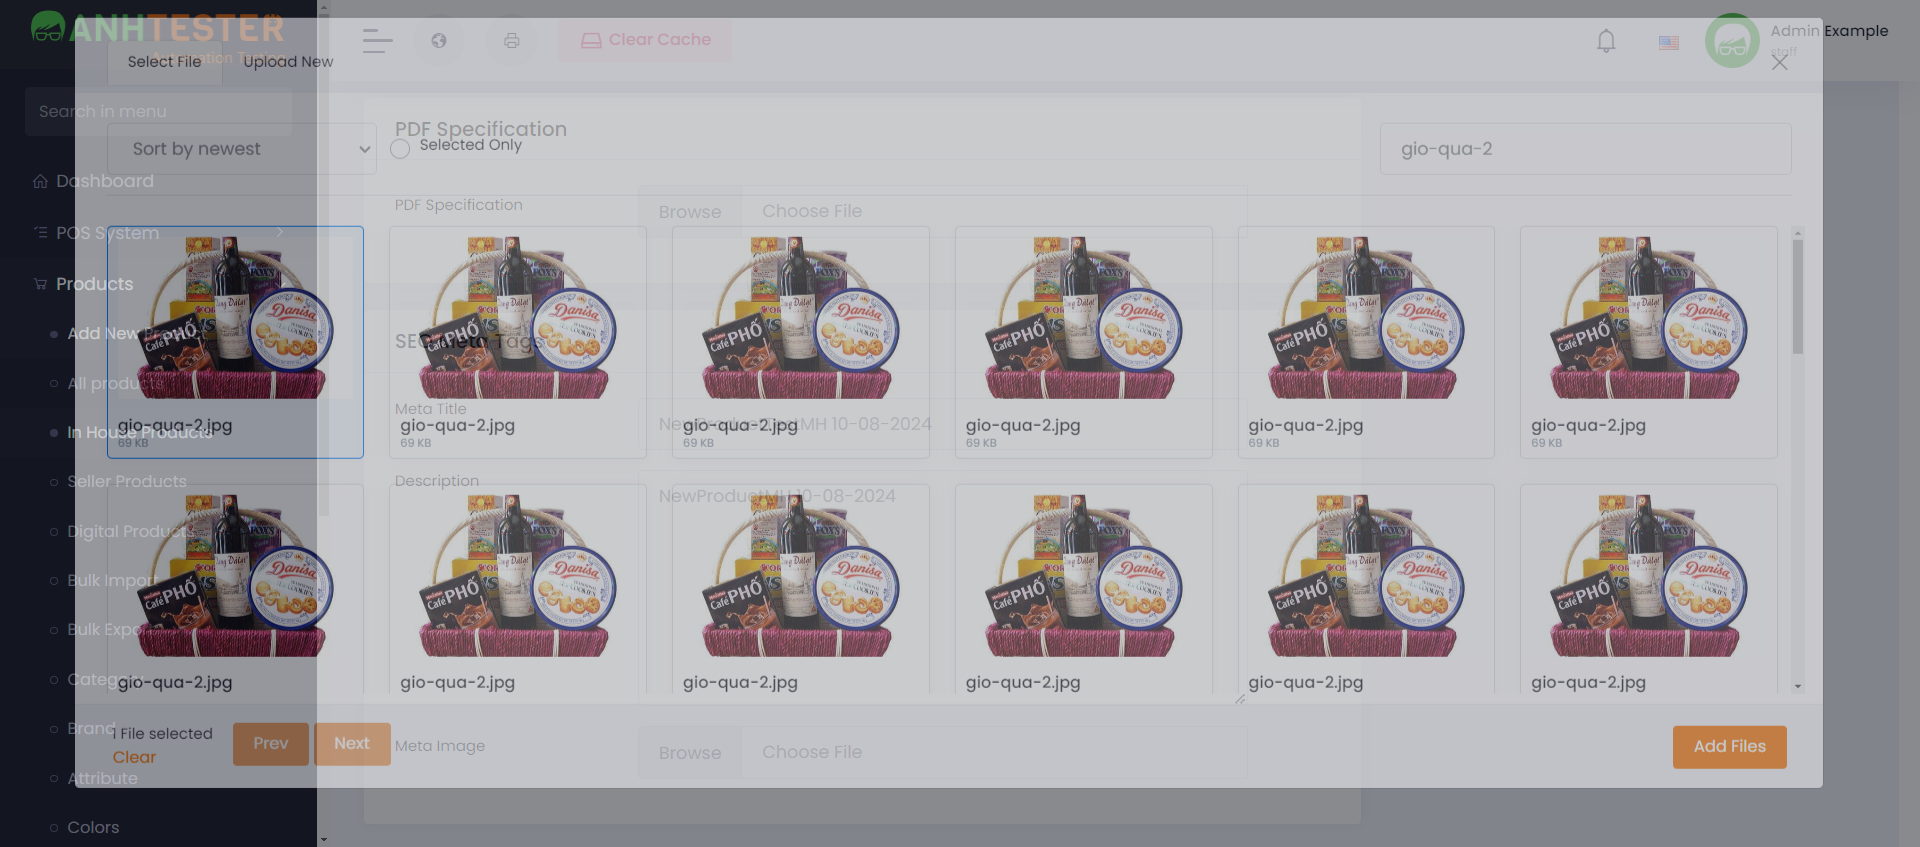 ANHTESTER
Automation Testing
Clear Cache
Admin Example
staff
Select File
Upload New
Search in menu
PDF Specification
Sort by newest
Selected Only
gio-qua-2
Dashboard
PDF Specification
Browse
Choose File
POS System
Products
Add New Product
SEO Meta Tags
All products
Meta Title
NewProductTestMH 10-08-2024
In House Products
gio-qua-2.jpg
69 KB
gio-qua-2.jpg
69 KB
gio-qua-2.jpg
69 KB
gio-qua-2.jpg
69 KB
gio-qua-2.jpg
69 KB
gio-qua-2.jpg
69 KB
Seller Products
Description
NewProductMH 10-08-2024
Digital Products
Bulk Import
Bulk Export
Category
gio-qua-2.jpg
gio-qua-2.jpg
gio-qua-2.jpg
gio-qua-2.jpg
gio-qua-2.jpg
gio-qua-2.jpg
Brand
1 File selected
Clear
Prev
Next
Meta Image
Browse
Choose File
Add Files
Attribute
Colors
Café PHỐ
Danisa